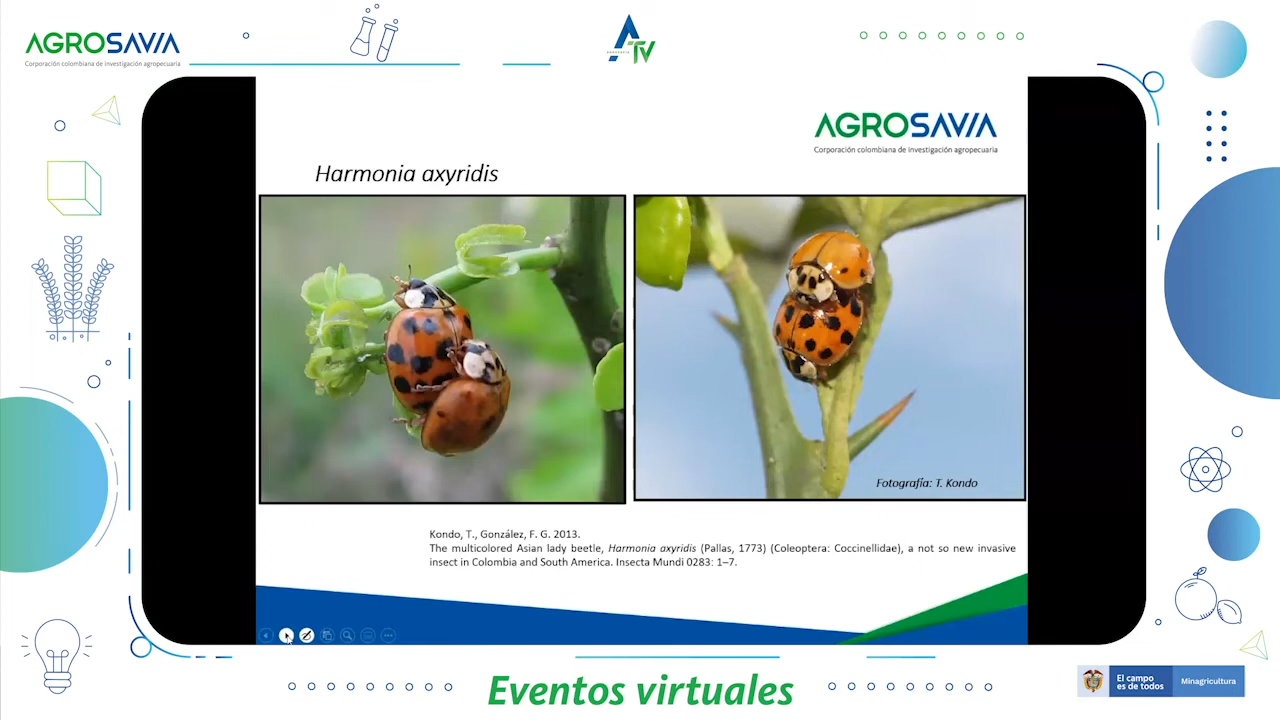 AGROSAVIA
Corporación colombiana de investigación agropecuaria
ATV
AGROSAVIA
Corporación colombiana de investigación agropecuaria
Harmonia axyridis
Fotografía: T. Kondo
Kondo, T., González, F. G. 2013.
The multicolored Asian lady beetle, Harmonia axyridis (Pallas, 1773) (Coleoptera: Coccinellidae), a not so new invasive
insect in Colombia and South America. Insecta Mundi 0283: 1–7.
Eventos virtuales
El campo
es de todos
Minagricultura